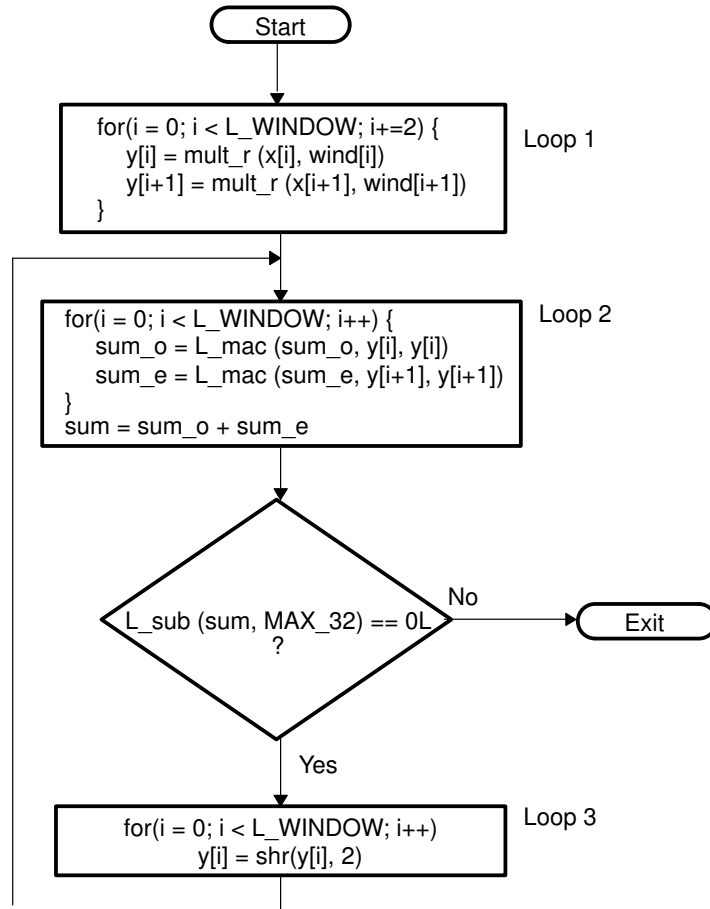 Start
for(i = 0; i < L_WINDOW; i+=2) {
y[i] = mult_r (x[i], wind[i])
y[i+1] = mult_r (x[i+1], wind[i+1])
}
Loop 1
for(i = 0; i < L_WINDOW; i++) {
sum_o = L_mac (sum_o, y[i], y[i])
sum_e = L_mac (sum_e, y[i+1], y[i+1])
}
sum = sum_o + sum_e
Loop 2
L_sub (sum, MAX_32) == 0L
?
No
Exit
Yes
for(i = 0; i < L_WINDOW; i++)
y[i] = shr(y[i], 2)
Loop 3